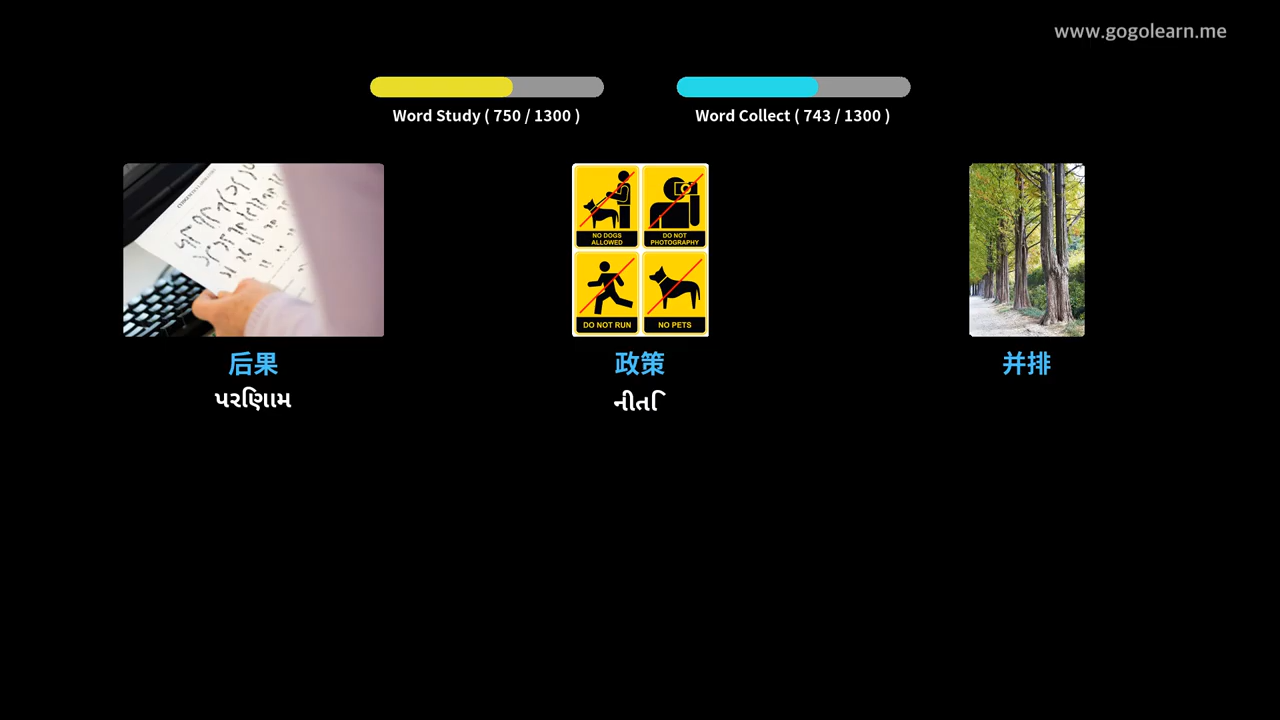 www.gogolearn.me
Word Study ( 750 / 1300 )
Word Collect ( 743 / 1300 )
NO DOGS
ALLOWED
DO NOT
PHOTOGRAPHY
DO NOT RUN
NO PETS
后果
政策
并排
પરિણામ
નીતિ